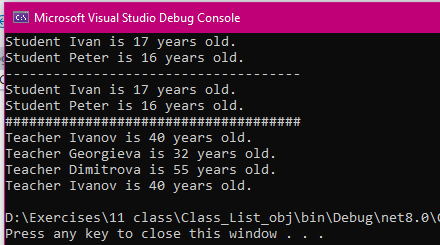 Microsoft Visual Studio Debug Console
Student Ivan is 17 years old.
Student Peter is 16 years old.
-------------------------------------
Student Ivan is 17 years old.
Student Peter is 16 years old.
#####################################
Teacher Ivanov is 40 years old.
Teacher Georgieva is 32 years old.
Teacher Dimitrova is 55 years old.
Teacher Ivanov is 40 years old.
D:\Exercises\11 class\Class_List_obj\bin\Debug\net8.0\
Press any key to close this window . . .